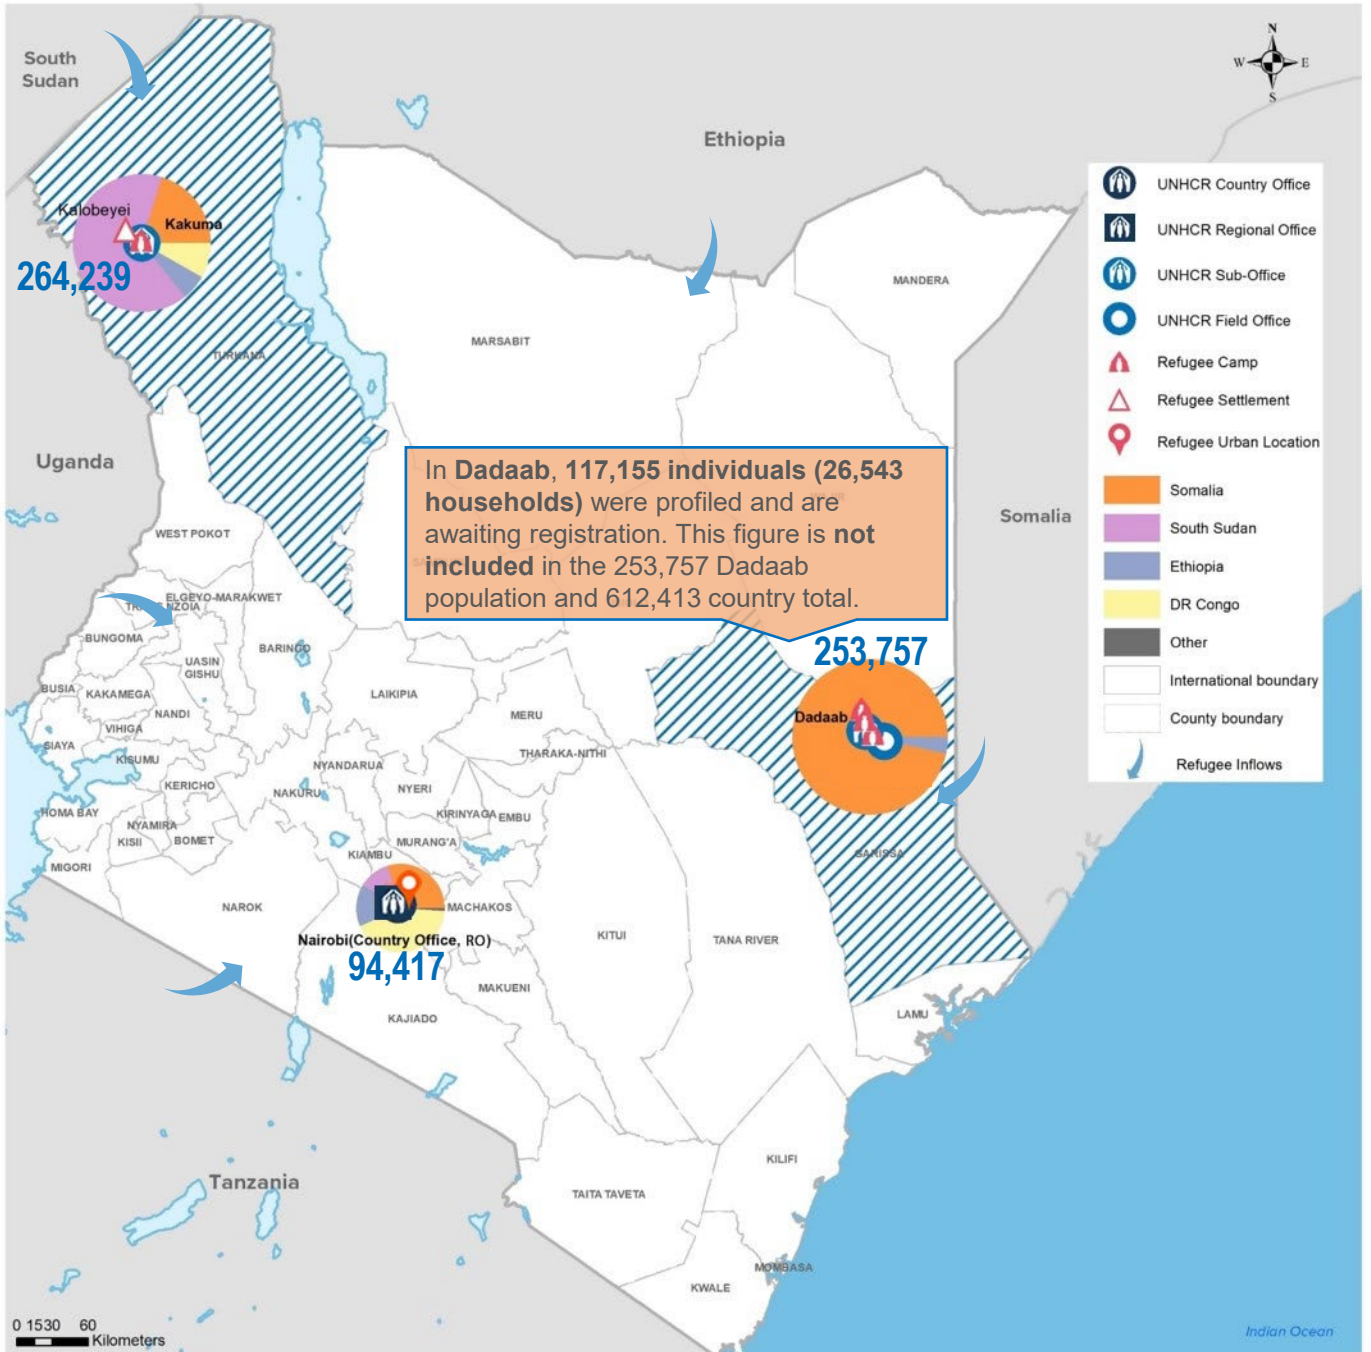 South
Sudan
Ethiopia
N
W
E
S
UNHCR Country Office
UNHCR Regional Office
UNHCR Sub-Office
UNHCR Field Office
Refugee Camp
Refugee Settlement
Refugee Urban Location
Somalia
South Sudan
Ethiopia
DR Congo
Other
International boundary
County boundary
Refugee Inflows
Kalobeyei
Kakuma
264,239
TURKANA
MARSABIT
MANDERA
Uganda
Somalia
In Dadaab, 117,155 individuals (26,543
households) were profiled and are
awaiting registration. This figure is not
included in the 253,757 Dadaab
population and 612,413 country total.
253,757
Dadaab
GARISSA
WEST POKOT
ELGEYO-MARAKWET
BUNGOMA
UASIN
GISHU
BARINGO
BUSIA
KAKAMEGA
NANDI
VIHIGA
SIAYA
KISUMU
KERICHO
HOMA BAY
NYAMIRA
KISII
BOMET
MIGORI
NAROK
LAIKIPIA
MERU
THARAKA-NITHI
NYANDARUA
NYERI
NAKURU
KIRINYAGA
EMBU
MURANG'A
KIAMBU
MACHAKOS
Nairobi(Country Office, RO)
94,417
KITUI
TANA RIVER
MAKUENI
KAJIADO
LAMU
KILIFI
TAITA TAVETA
MOMBASA
KWALE
Tanzania
0 1530 60
Kilometers
Indian Ocean